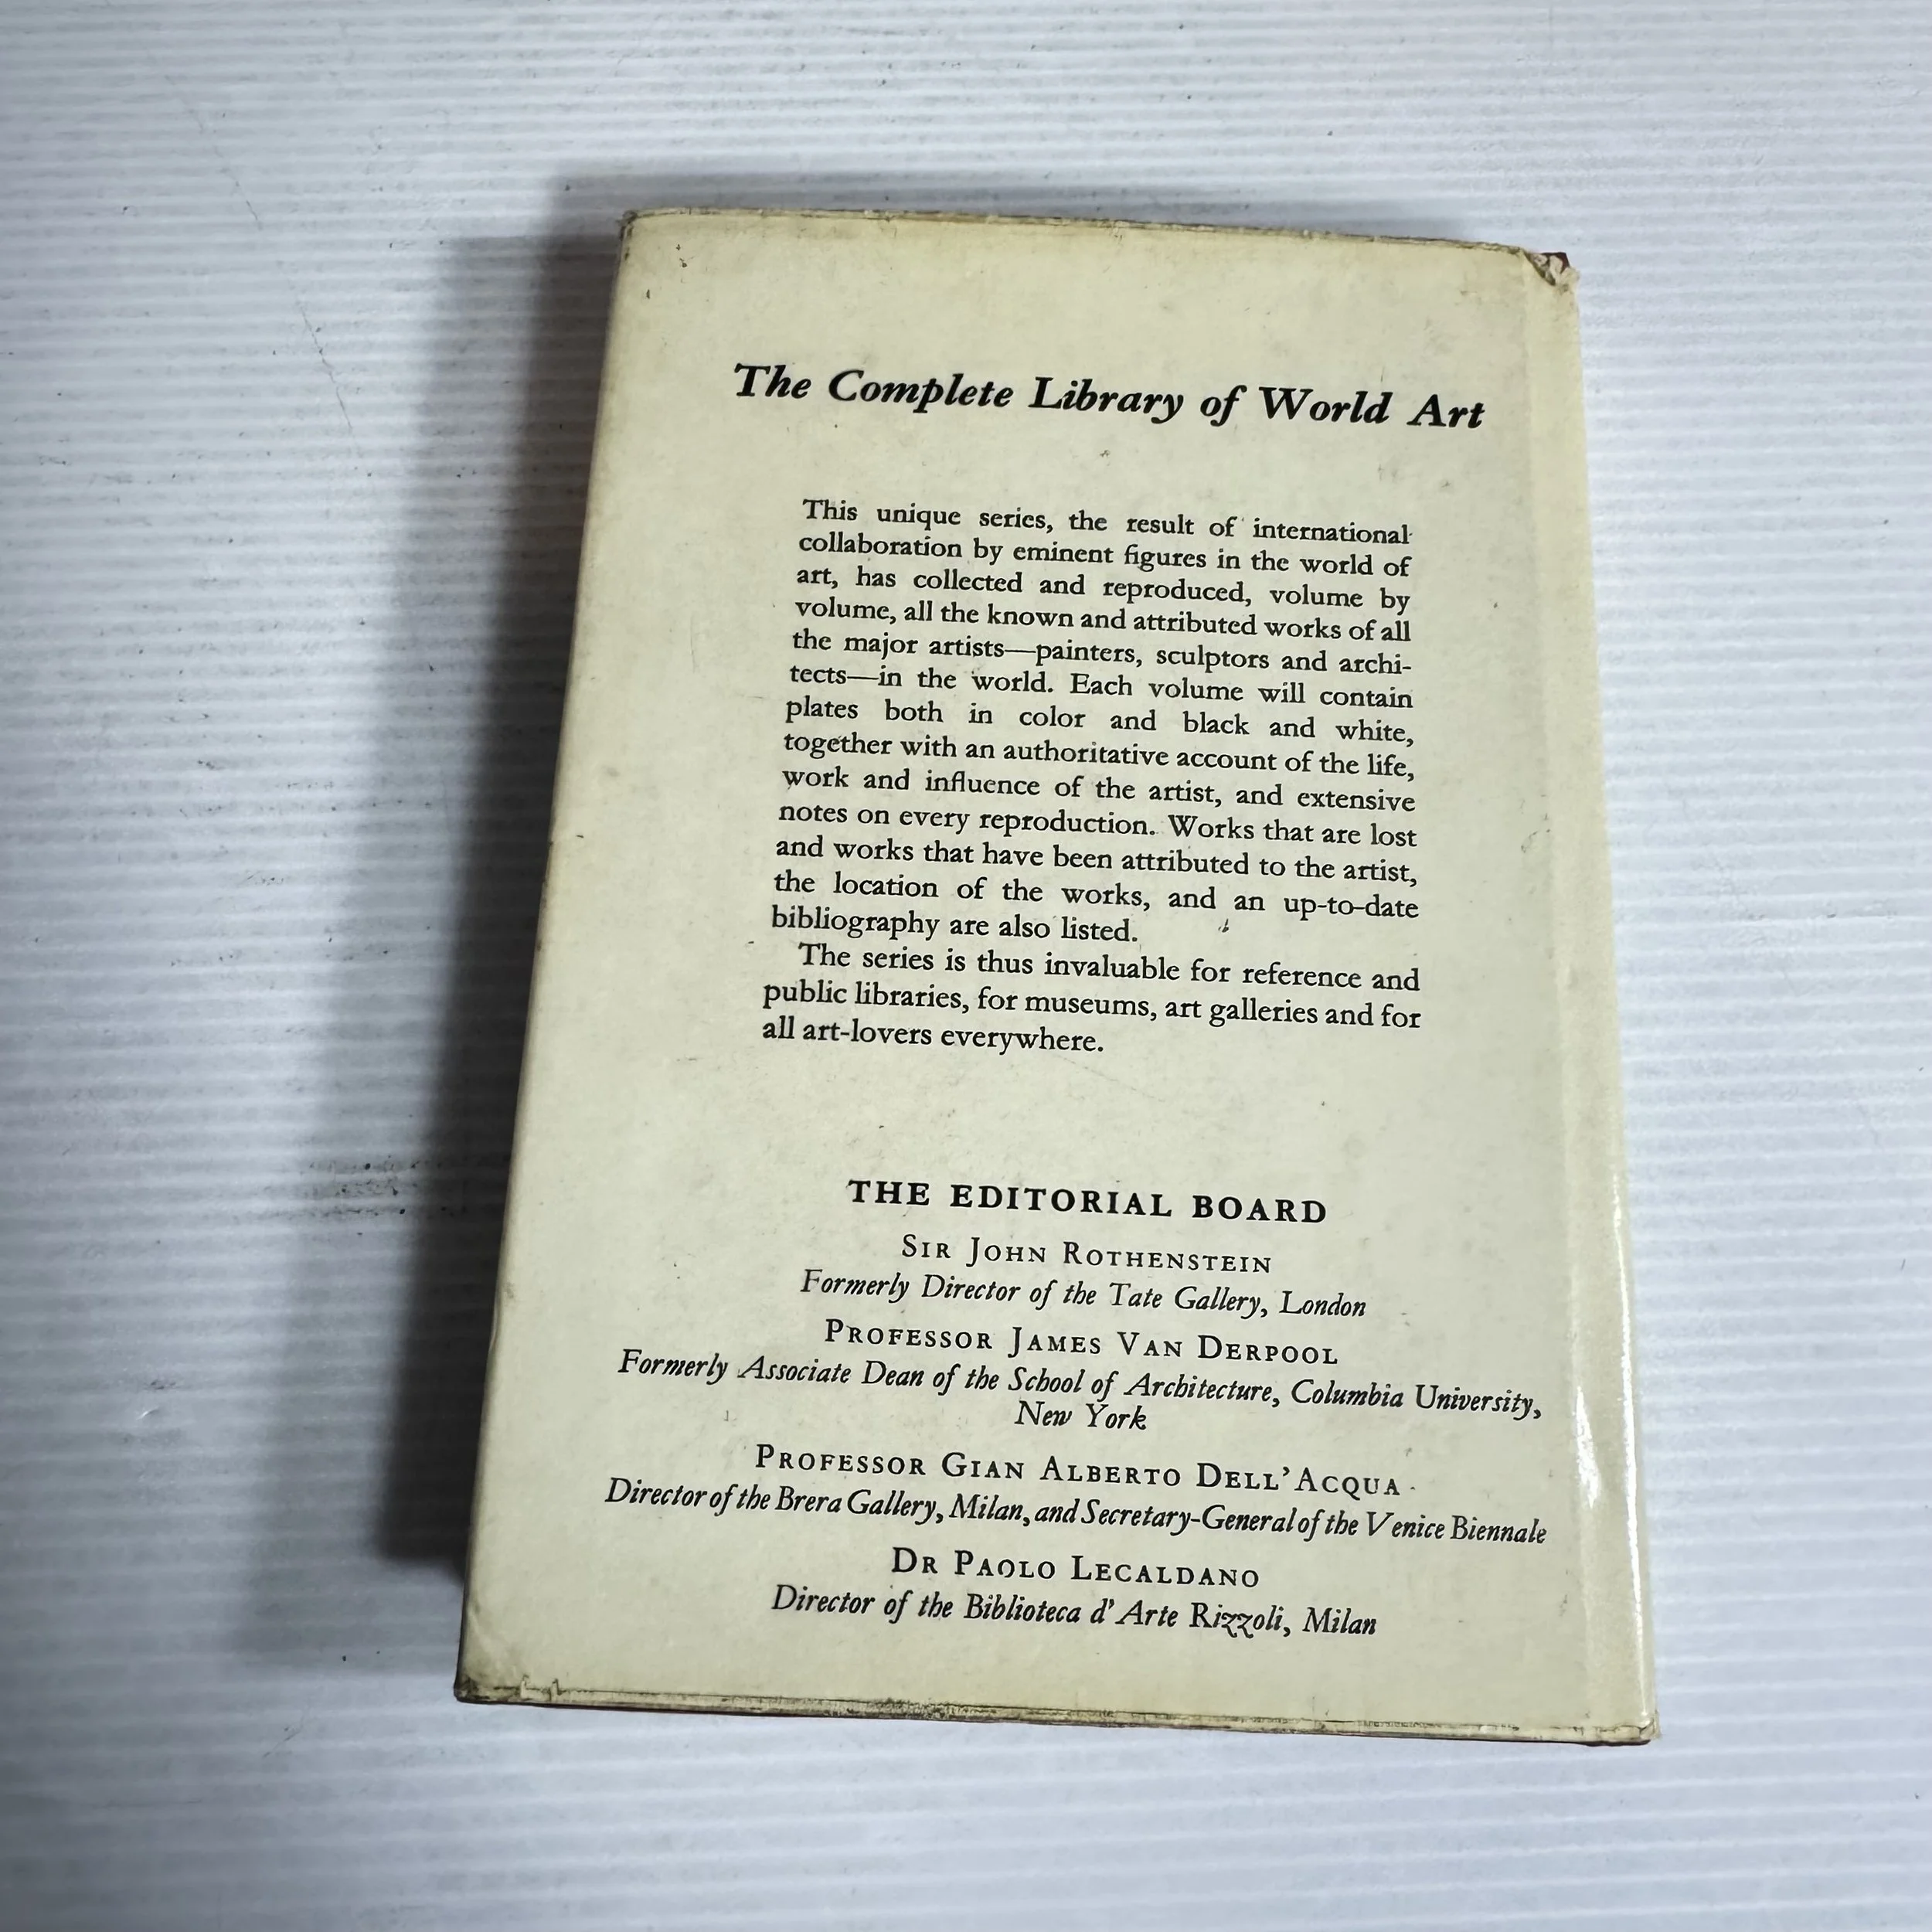 The Complete Library of World Art
This unique series, the result of international
collaboration by eminent figures in the world of
art, has collected and reproduced, volume by
volume, all the known and attributed works of all
the major artists—painters, sculptors and archi-
tects—in the world. Each volume will contain
plates both in color and black and white,
together with an authoritative account of the life,
work and influence of the artist, and extensive
notes on every reproduction. Works that are lost
and works that have been attributed to the artist,
the location of the works, and an up-to-date
bibliography are also listed.
The series is thus invaluable for reference and
public libraries, for museums, art galleries and for
all art-lovers everywhere.
THE EDITORIAL BOARD
SIR JOHN ROTHENSTEIN
Formerly Director of the Tate Gallery, London
PROFESSOR JAMES VAN DERPOOL
Formerly Associate Dean of the School of Architecture, Columbia University,
New York
PROFESSOR GIAN ALBERTO DELL'ACQUA
Director of the Brera Gallery, Milan, and Secretary-General of the Venice Biennale
DR PAOLO LECALDANO
Director of the Biblioteca d'Arte Rizzoli, Milan